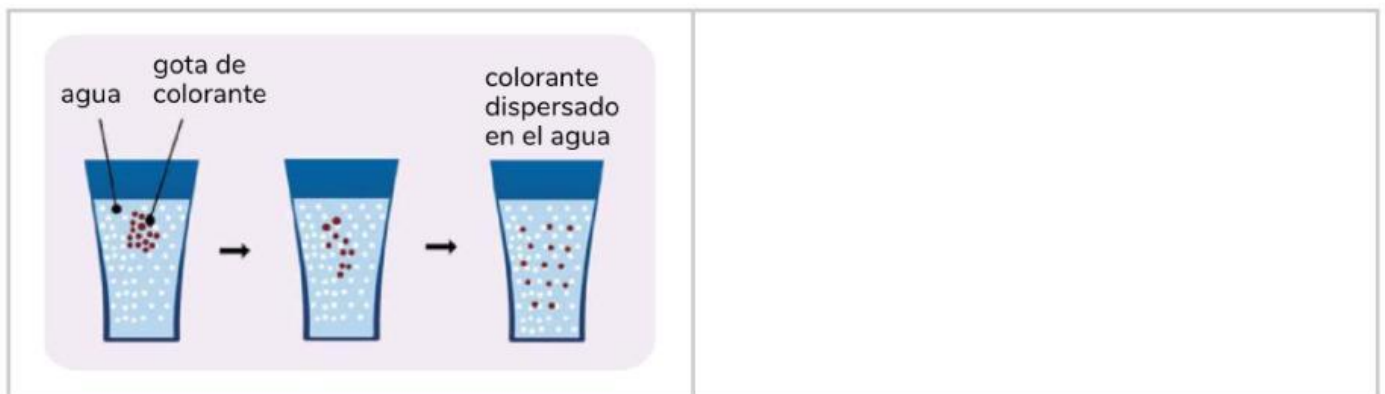 gota de
agua colorante
colorante
dispersado
en el agua